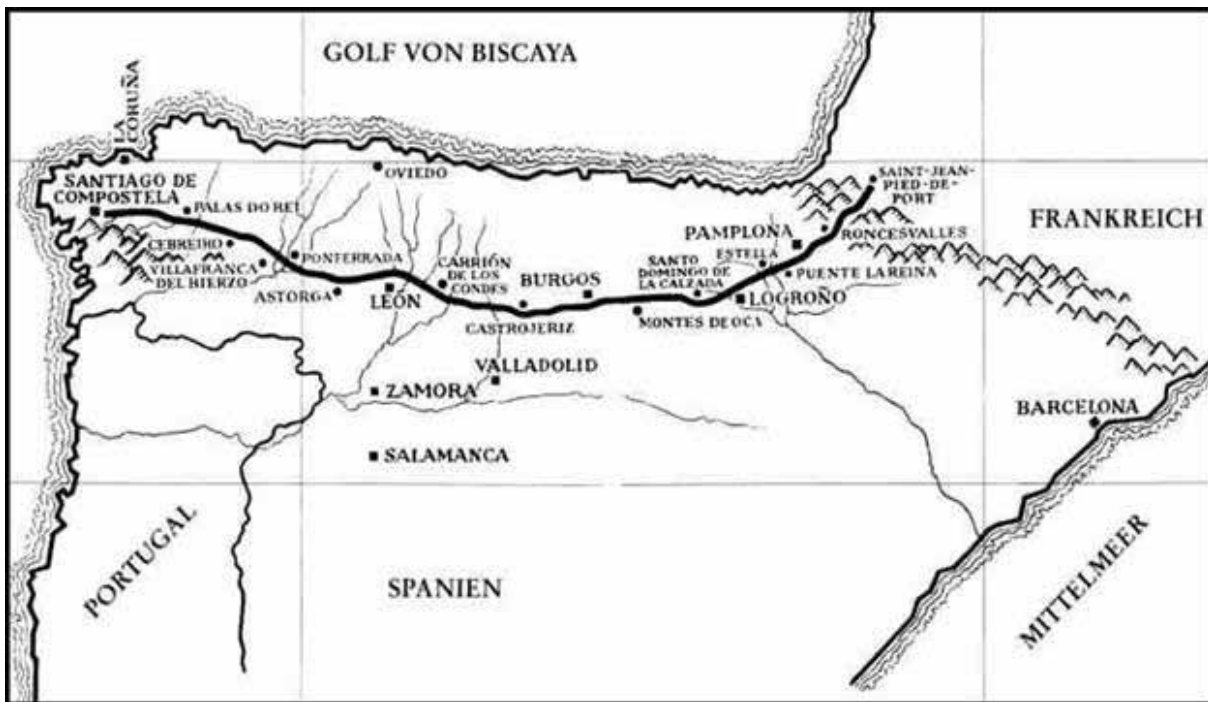 GOLF VON BISCAYA
LA
CORUÑA
SANTIAGO DE
COMPOSTELA
OVIEDO
PALAS DO REI
CEBREIRO
VILLAFRANCA
DEL BIERZO
PONFERRADA
ASTORGA
LEÓN
CARRIÓN
DE LOS
CONDES
CASTROJERIZ
BURGOS
SANTO
DOMINGO DE
LA CALZADA
MONTES DE OCA
LOGROÑO
ESTELLA
PAMPLONA
PUENTE LA REINA
RONCESVALLES
SAINT-JEAN-
PIED-DE-
PORT
FRANKREICH
VALLADOLID
ZAMORA
SALAMANCA
BARCELONA
PORTUGAL
SPANIEN
MITTELMEER